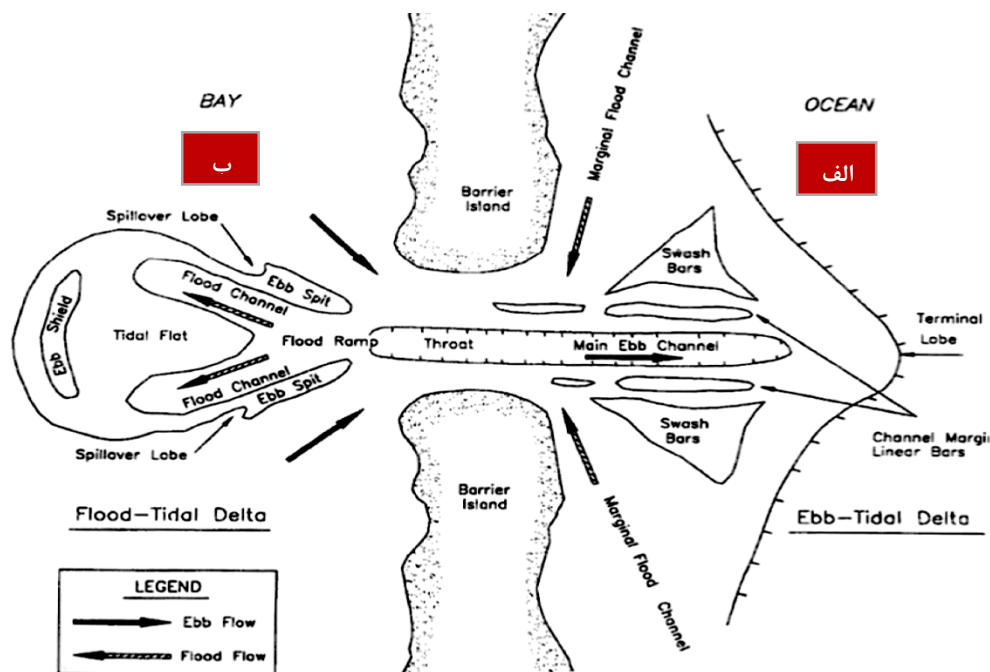 BAY
OCEAN
ب
الف
Marginal Flood Channel
Barrier
Island
Spillover Lobe
Swash
Bars
Flood Channel
Ebb Spit
Ebb Shield
Tidal Flat
Flood Ramp
Throat
Main Ebb Channel
Terminal
Lobe
Flood Channel
Ebb Spit
Swash
Bars
Spillover Lobe
Channel Margi
Linear Bars
Barrier
Island
Flood-Tidal Delta
Ebb-Tidal Delta
Marginal Flood Channel
LEGEND
Ebb Flow
Flood Flow